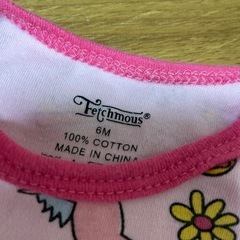 Fetchmous
6M
100% COTTON
MADE IN CHINA